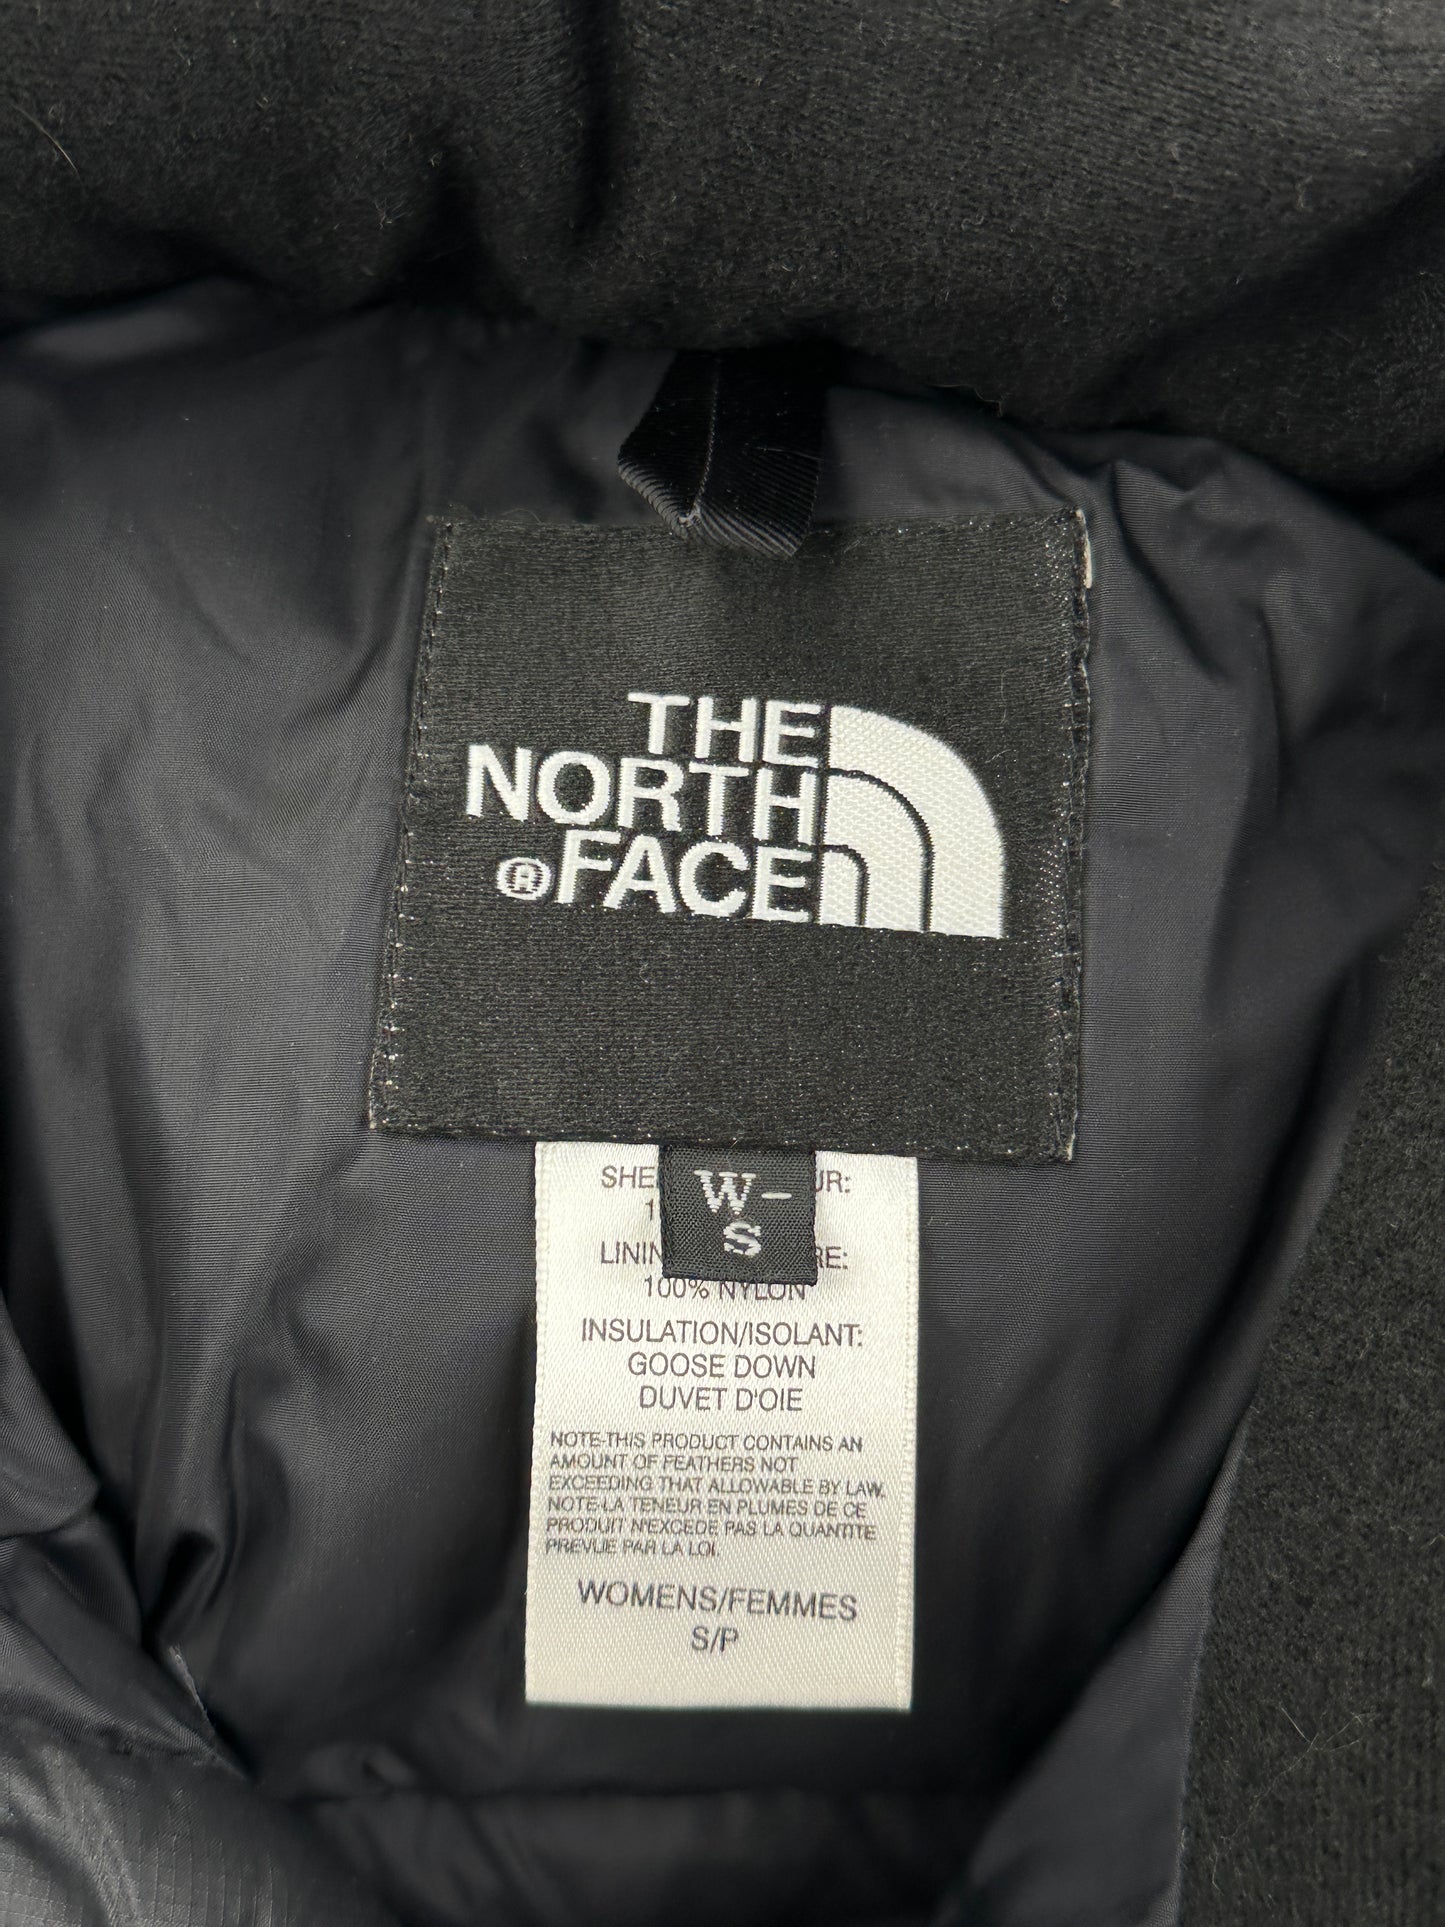 THE
NORTH
®FACE
W-
S
100% NYLON
INSULATION/ISOLANT:
GOOSE DOWN
DUVET D'OIE
NOTE-THIS PRODUCT CONTAINS AN
AMOUNT OF FEATHERS NOT
EXCEEDING THAT ALLOWABLE BY LAW.
NOTE-LA TENEUR EN PLUMES DE CE
PRODUIT N'EXCEDE PAS LA QUANTITE
PREVUE PAR LA LOI.
WOMENS/FEMMES
S/P